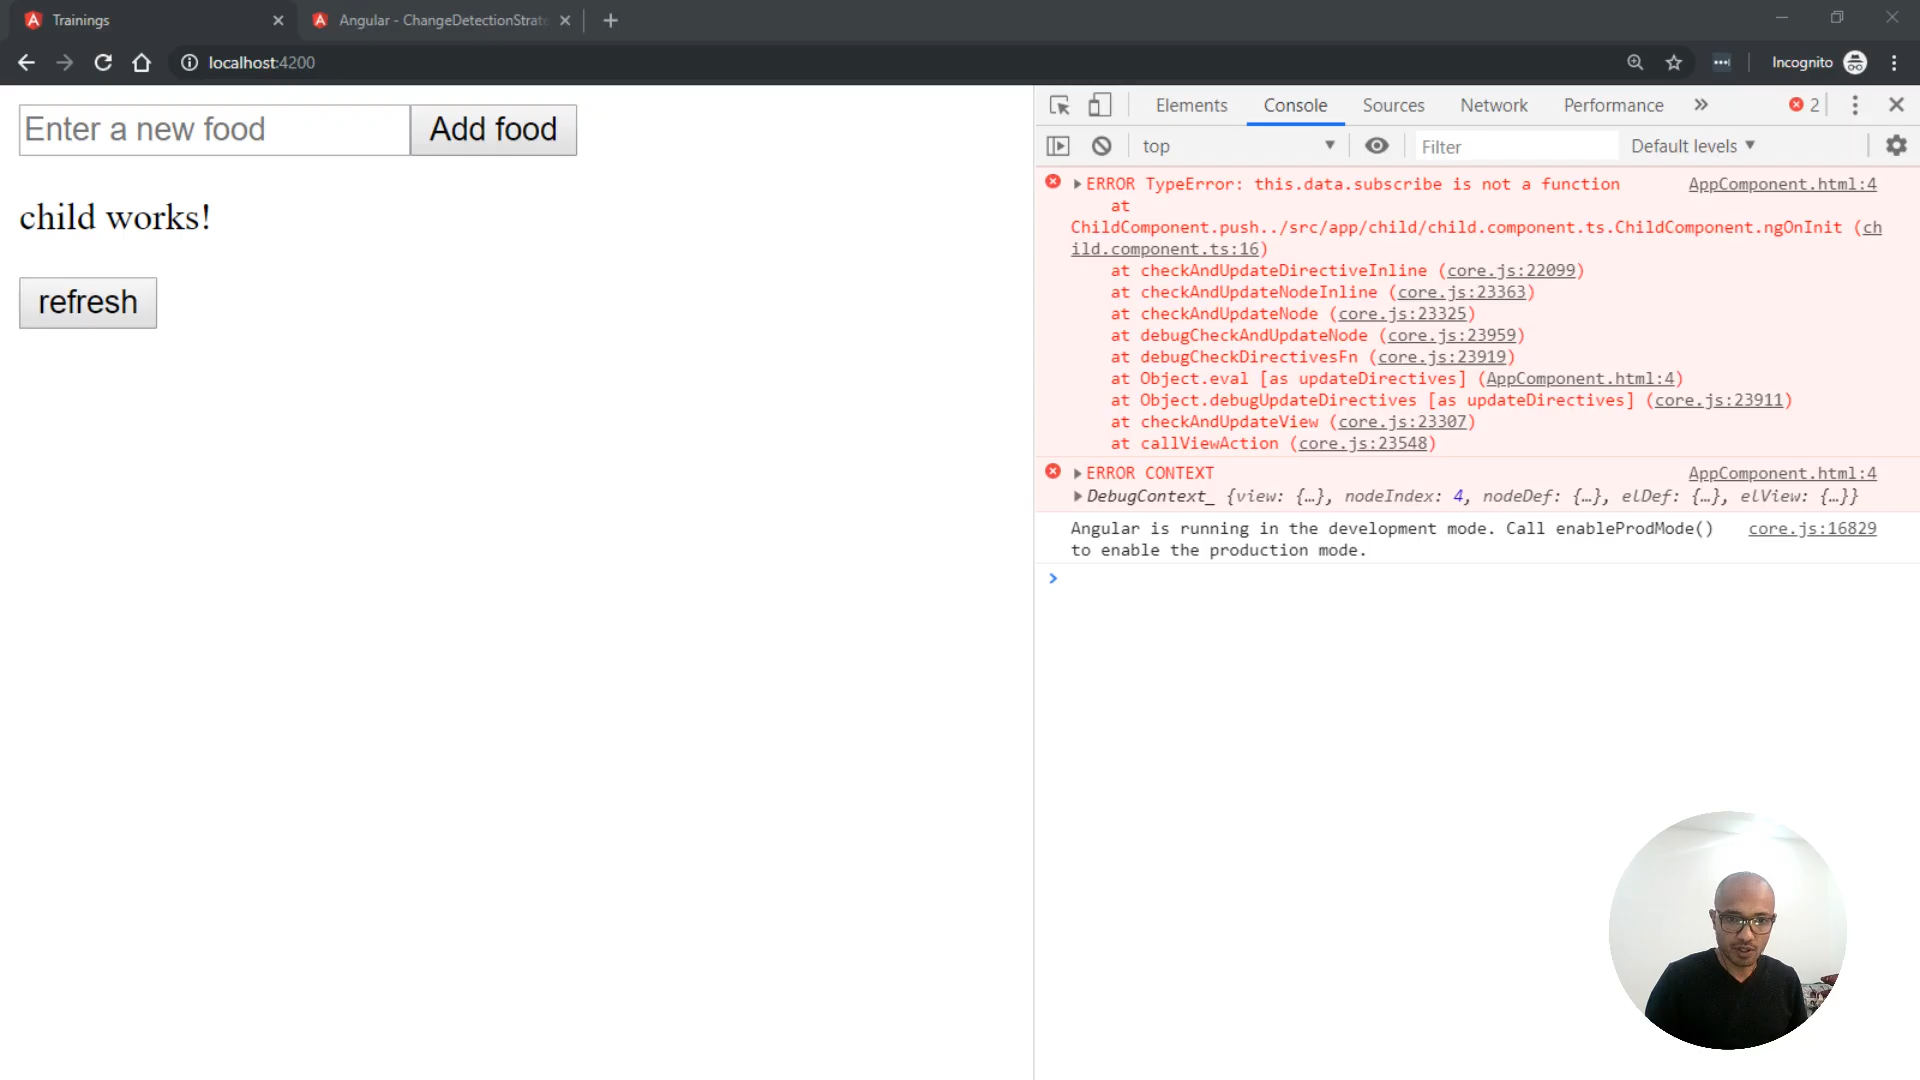 Trainings
Angular - ChangeDetectionStrate
localhost:4200
Incognito
Enter a new food
Add food
child works!
refresh
Elements
Console
Sources
Network
Performance
2
top
Filter
Default levels
ERROR TypeError: this.data.subscribe is not a function AppComponent.html:4
at
ChildComponent.push../src/app/child/child.component.ts.ChildComponent.ngOnInit (ch
ild.component.ts:16)
at checkAndUpdateDirectiveInline (core.js:22099)
at checkAndUpdateNodeInline (core.js:23363)
at checkAndUpdateNode (core.js:23325)
at debugCheckAndUpdateNode (core.js:23959)
at debugCheckDirectivesFn (core.js:23919)
at Object.eval [as updateDirectives] (AppComponent.html:4)
at Object.debugUpdateDirectives [as updateDirectives] (core.js:23911)
at checkAndUpdateView (core.js:23307)
at callViewAction (core.js:23548)
ERROR CONTEXT AppComponent.html:4
DebugContext_ {view: {…}, nodeIndex: 4, nodeDef: {…}, elDef: {…}, elView: {…}}
Angular is running in the development mode. Call enableProdMode() core.js:16829
to enable the production mode.